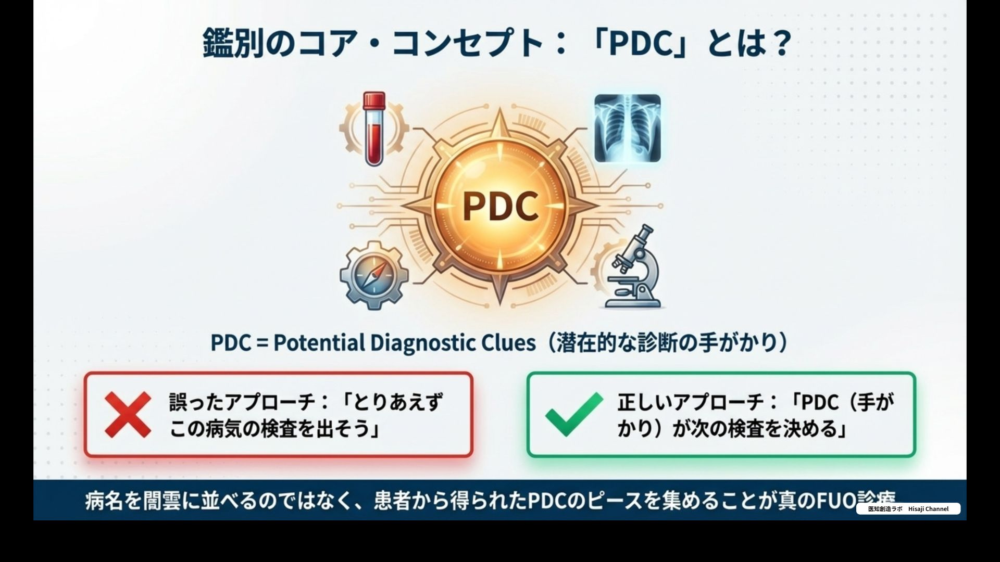 鑑別のコア・コンセプト：「PDC」とは？
PDC
PDC = Potential Diagnostic Clues（潜在的な診断の手がかり）
誤ったアプローチ：「とりあえず
この病気の検査を出そう」
正しいアプローチ：「PDC（手が
かり）が次の検査を決める」
病名を闇雲に並べるのではなく、患者から得られたPDCのピースを集めることが真のFUO診療
医知創造ラボ　Hisaji Channel